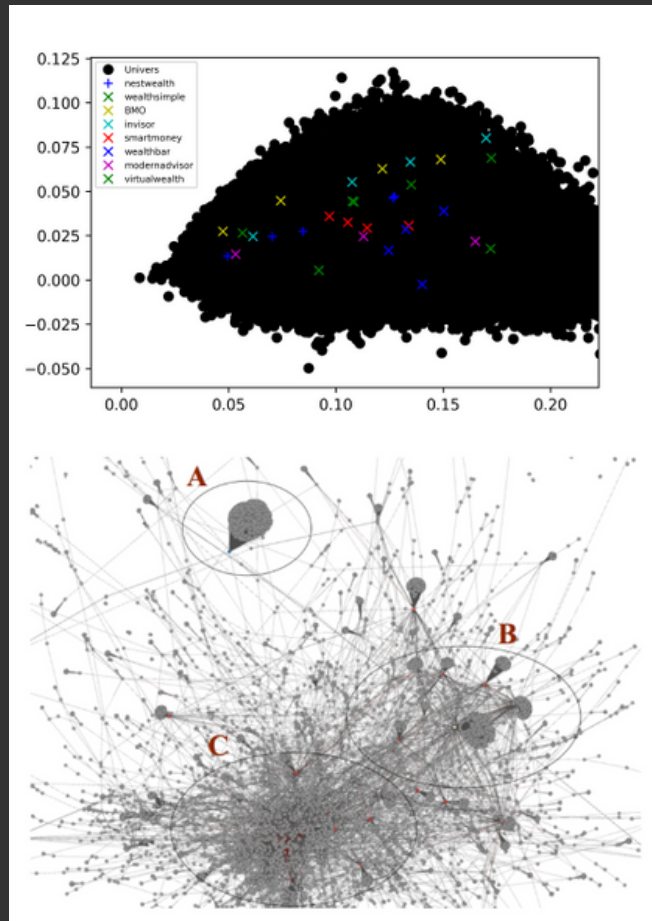 0.125
0.100
0.075
0.050
0.025
0.000
−0.025
−0.050
Univers
nestwealth
wealthsimple
BMO
invisor
smartmoney
wealthbar
modernadvisor
virtualwealth
0.00 0.05 0.10 0.15 0.20
A
B
C